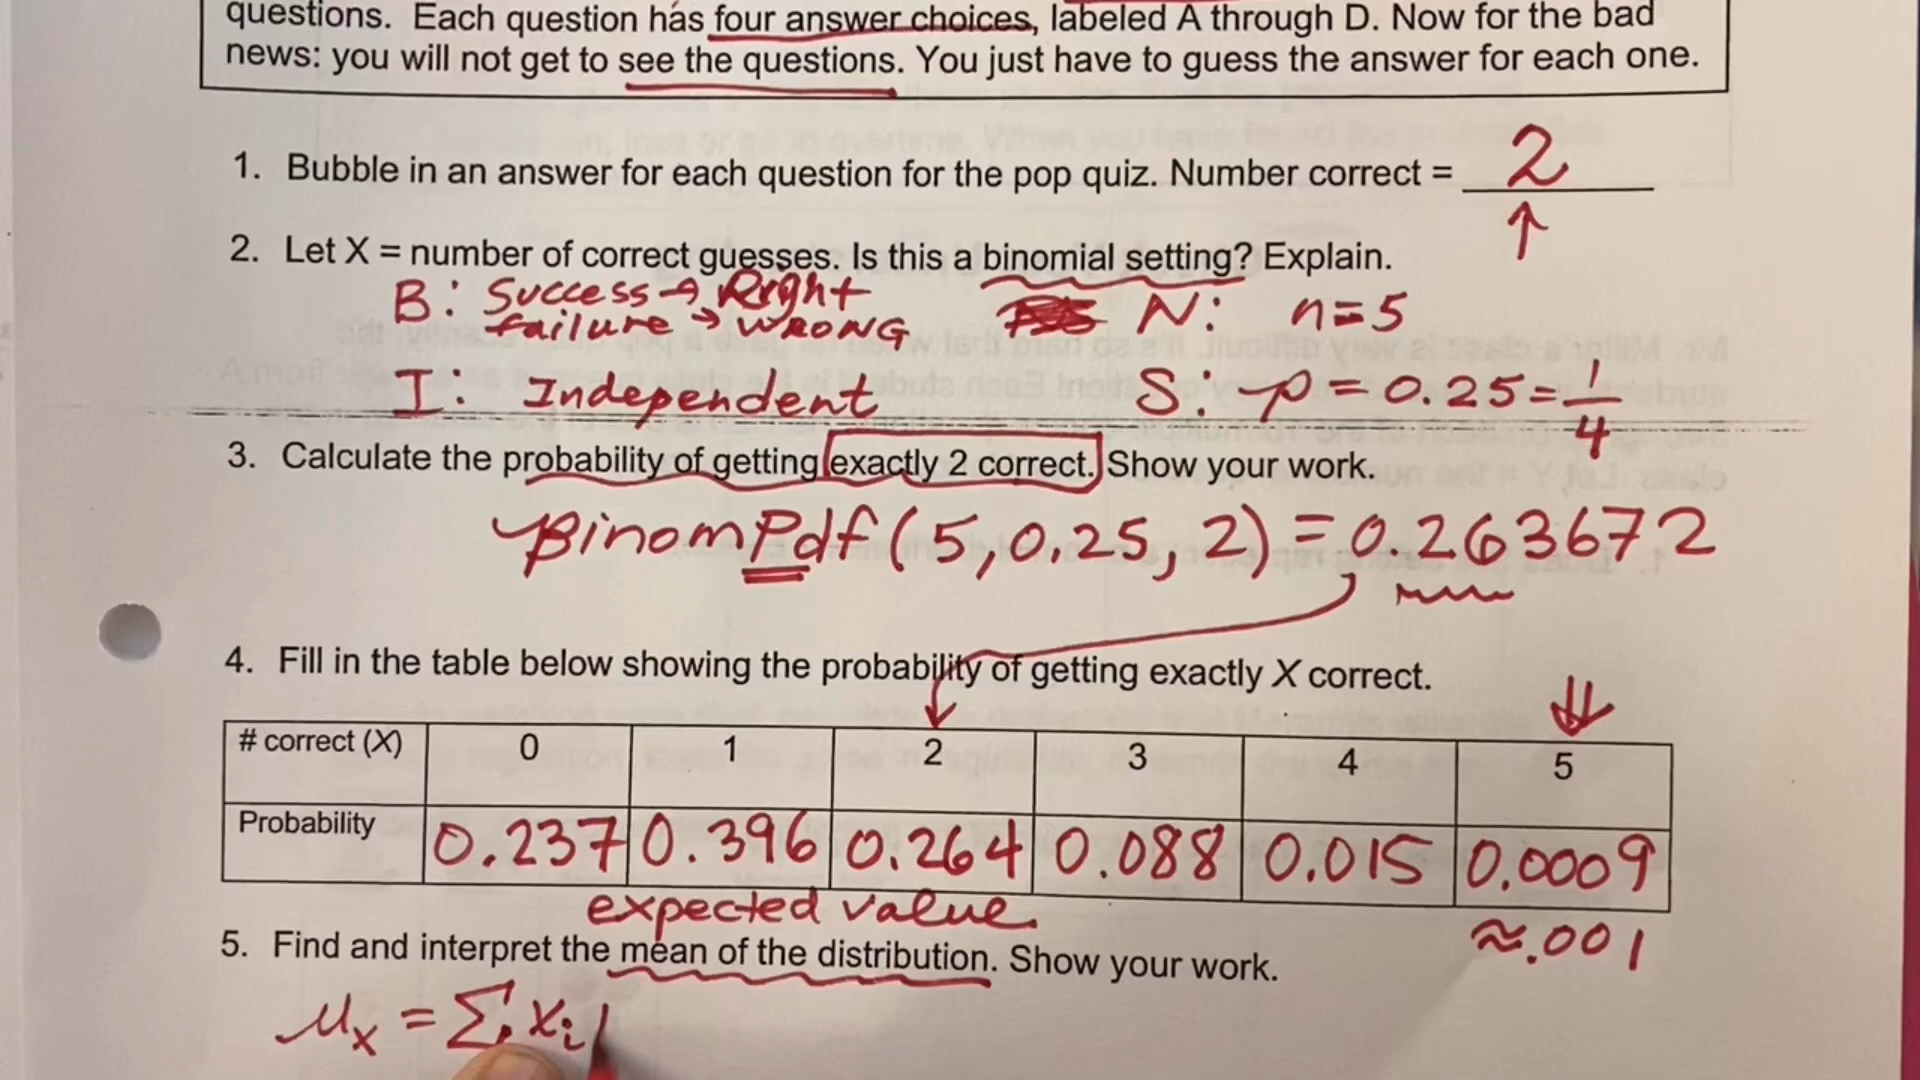 questions. Each question has four answer choices, labeled A through D. Now for the bad
news: you will not get to see the questions. You just have to guess the answer for each one.
1. Bubble in an answer for each question for the pop quiz. Number correct = 2
↑
2. Let X = number of correct guesses. Is this a binomial setting? Explain.
B: Success → Right
failure → WRONG
N: n=5
I: Independent
S: p = 0.25 = 1/4
3. Calculate the probability of getting exactly 2 correct. Show your work.
BinomPdf (5, 0.25, 2) = 0.263672
4. Fill in the table below showing the probability of getting exactly X correct.
# correct (X) 0 1 2 3 4 5
Probability 0.237 0.396 0.264 0.088 0.015 0.0009
expected value
≈.001
5. Find and interpret the mean of the distribution. Show your work.
μx = Σ xi